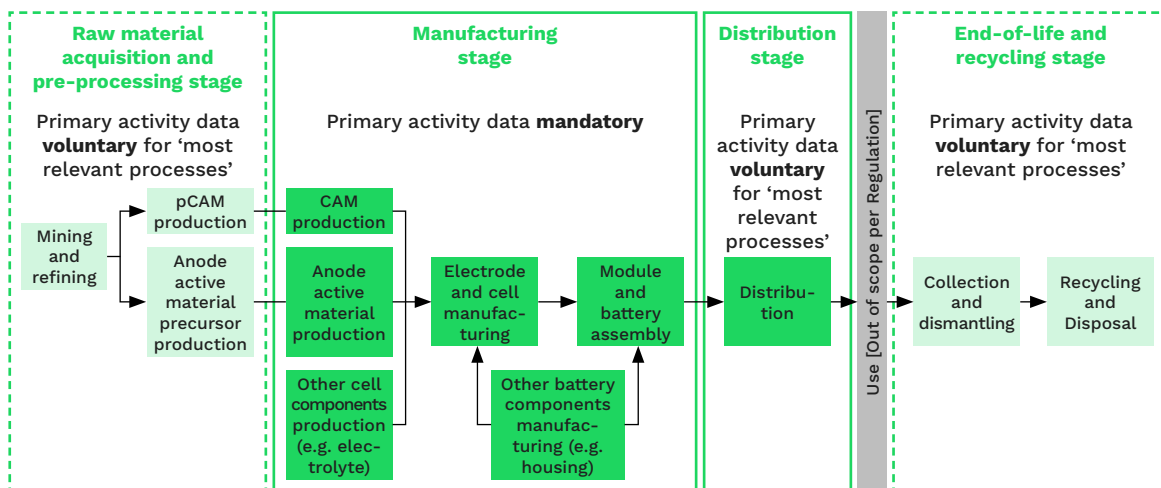 Raw material
acquisition and
pre-processing stage
Primary activity data
voluntary for ‘most
relevant processes’
Mining
and
refining
pCAM
production
Anode
active
material
precursor
production
Manufacturing
stage
Primary activity data mandatory
CAM
production
Anode
active
material
production
Other cell
components
production
(e.g. elec-
trolyte)
Electrode
and cell
manufac-
turing
Module
and
battery
assembly
Other battery
components
manufac-
turing (e.g.
housing)
Distribution
stage
Primary
activity data
voluntary
for ‘most
relevant
processes’
Distribu-
tion
Use [Out of scope per Regulation]
End-of-life and
recycling stage
Primary activity data
voluntary for ‘most
relevant processes’
Collection
and
dismantling
Recycling
and
Disposal